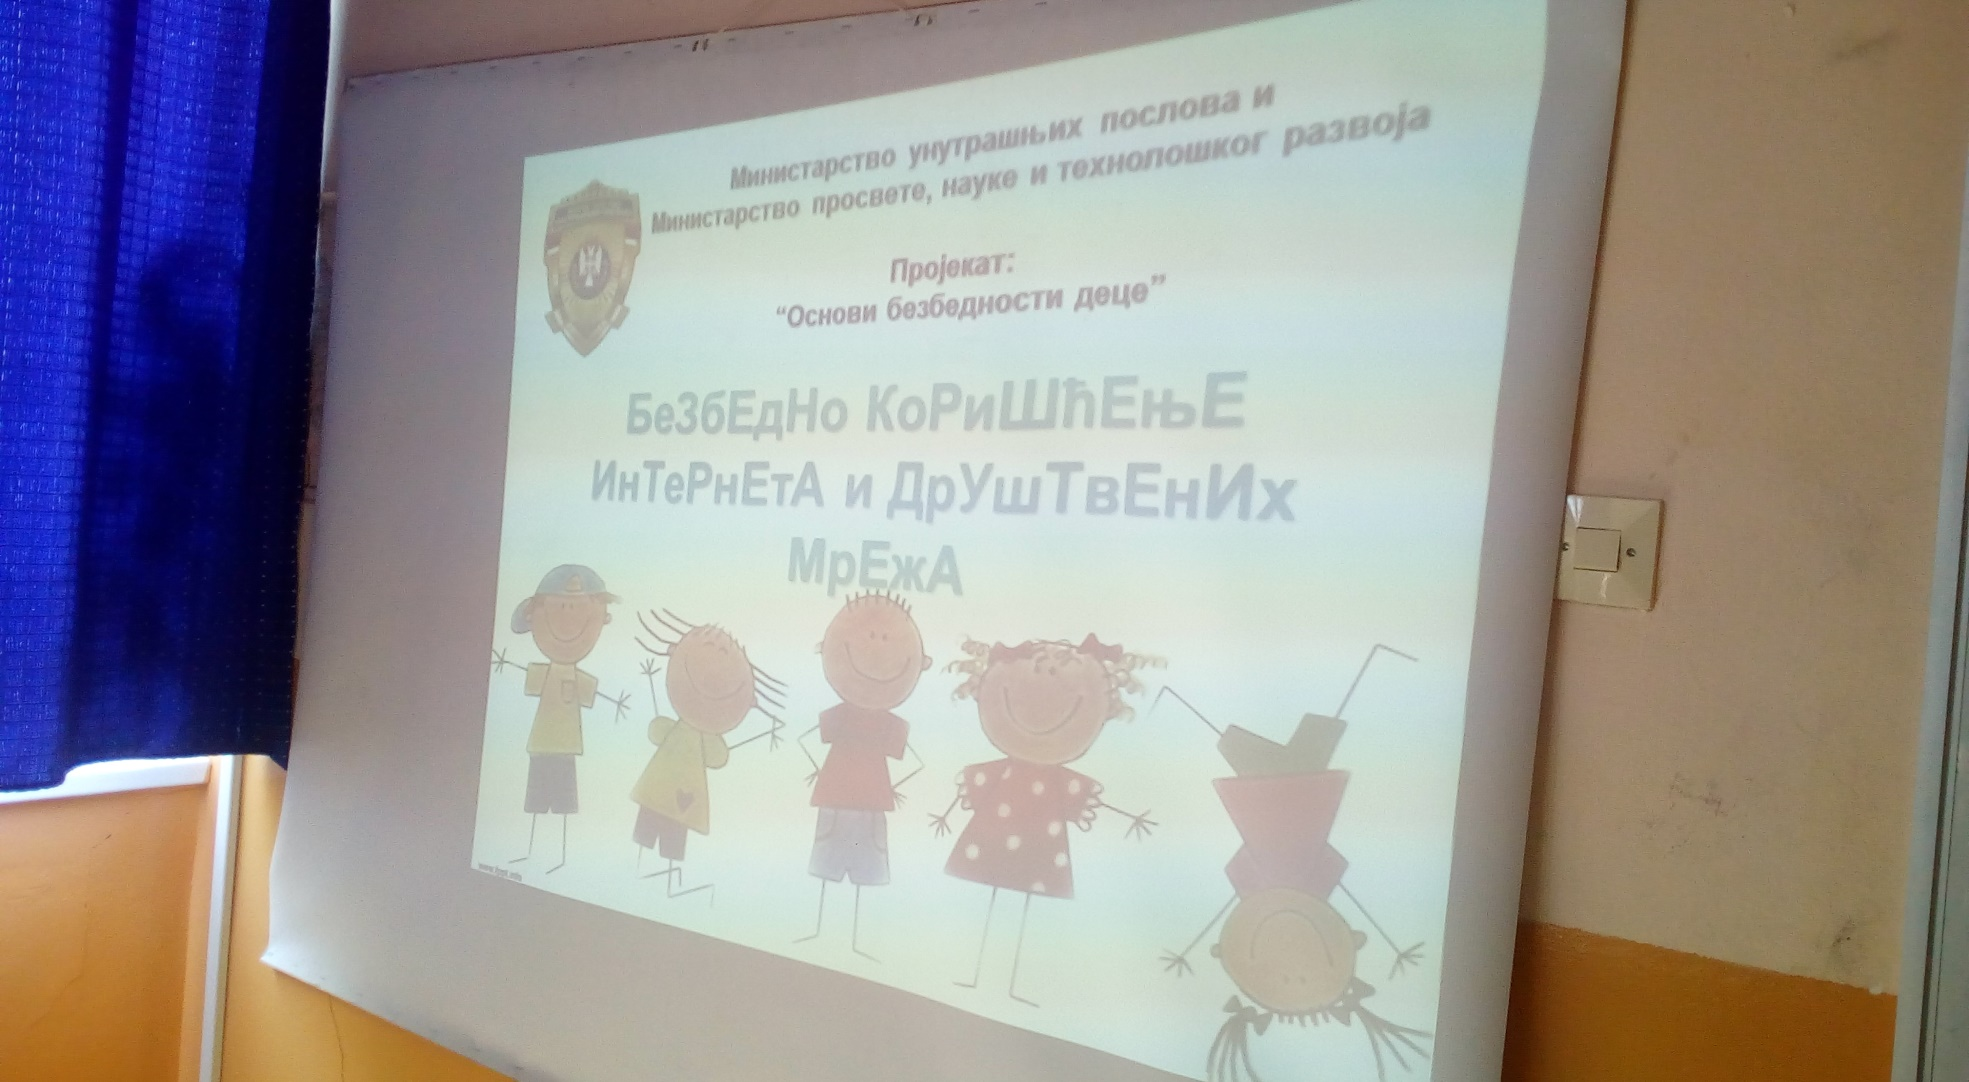 Министарство унутрашњих послова и
Министарство просвете, науке и технолошког развоја
Пројекат:
“Основи безбедности деце”
БеЗбЕдНо КоРиШћЕњЕ
ИнТеРнЕтА и ДрУшТвЕнИх
МрЕжА